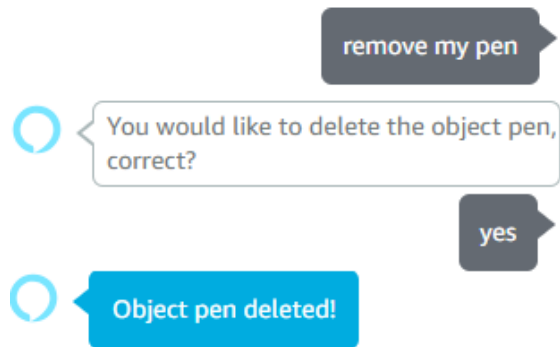 remove my pen
You would like to delete the object pen,
correct?
yes
Object pen deleted!